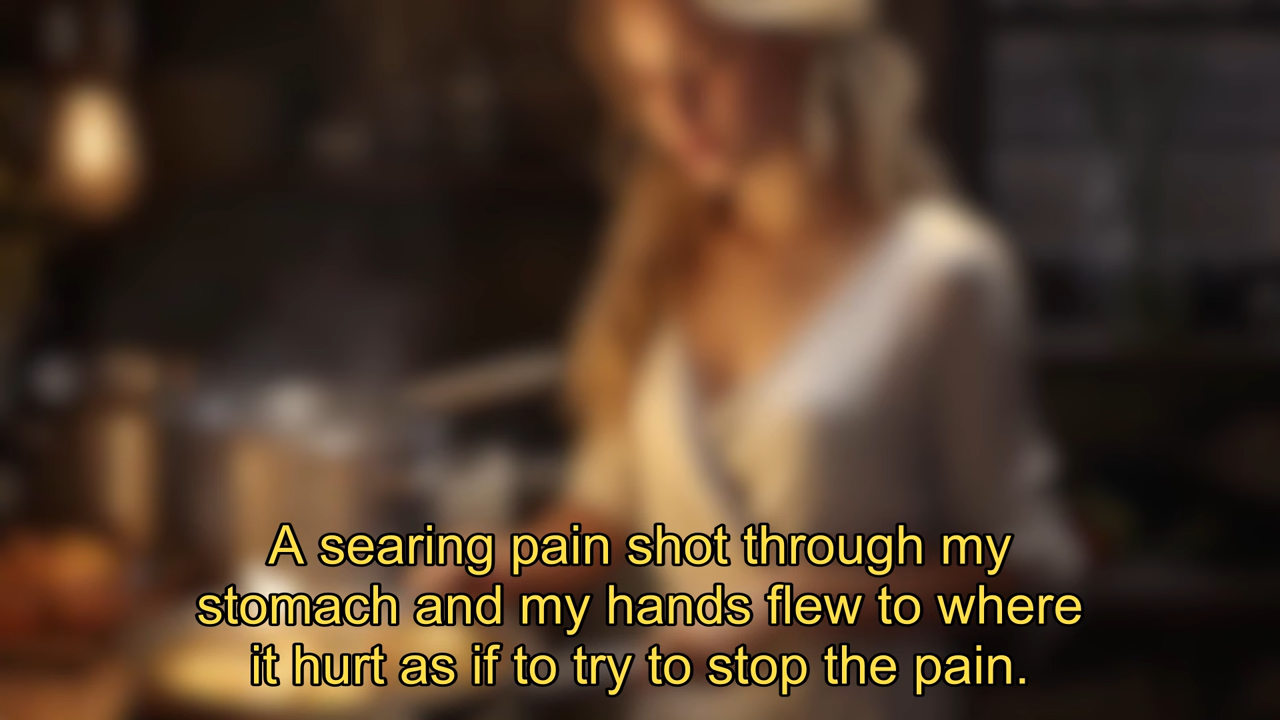 A searing pain shot through my
stomach and my hands flew to where
it hurt as if to try to stop the pain.